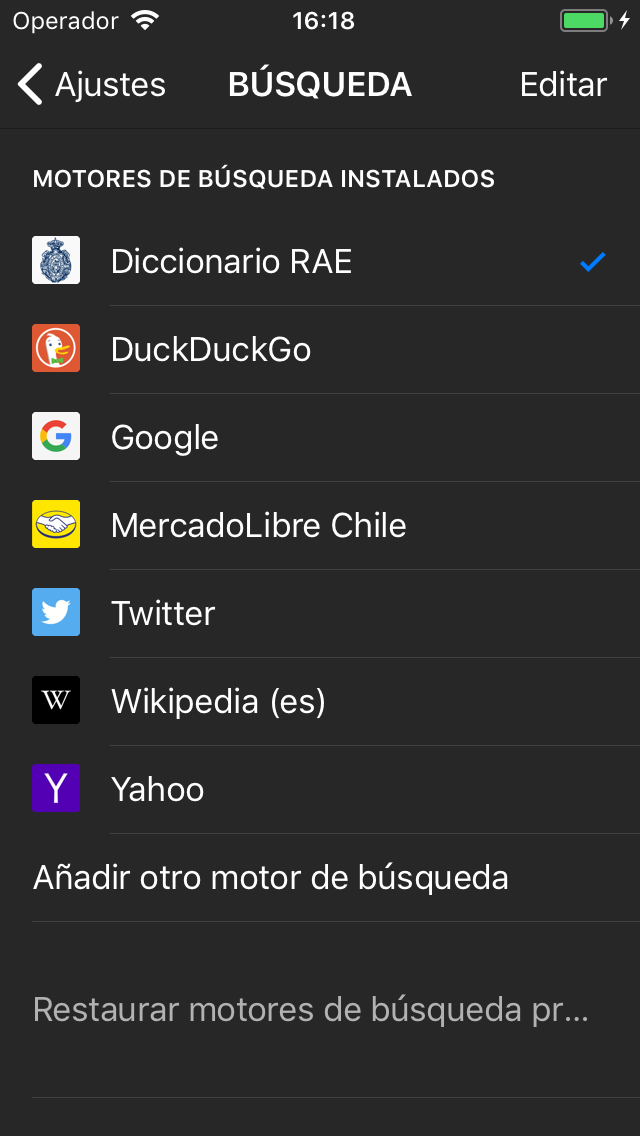 Operador 16:18
Ajustes BÚSQUEDA Editar
MOTORES DE BÚSQUEDA INSTALADOS
Diccionario RAE
DuckDuckGo
Google
MercadoLibre Chile
Twitter
W Wikipedia (es)
Y Yahoo
Añadir otro motor de búsqueda
Restaurar motores de búsqueda pr...